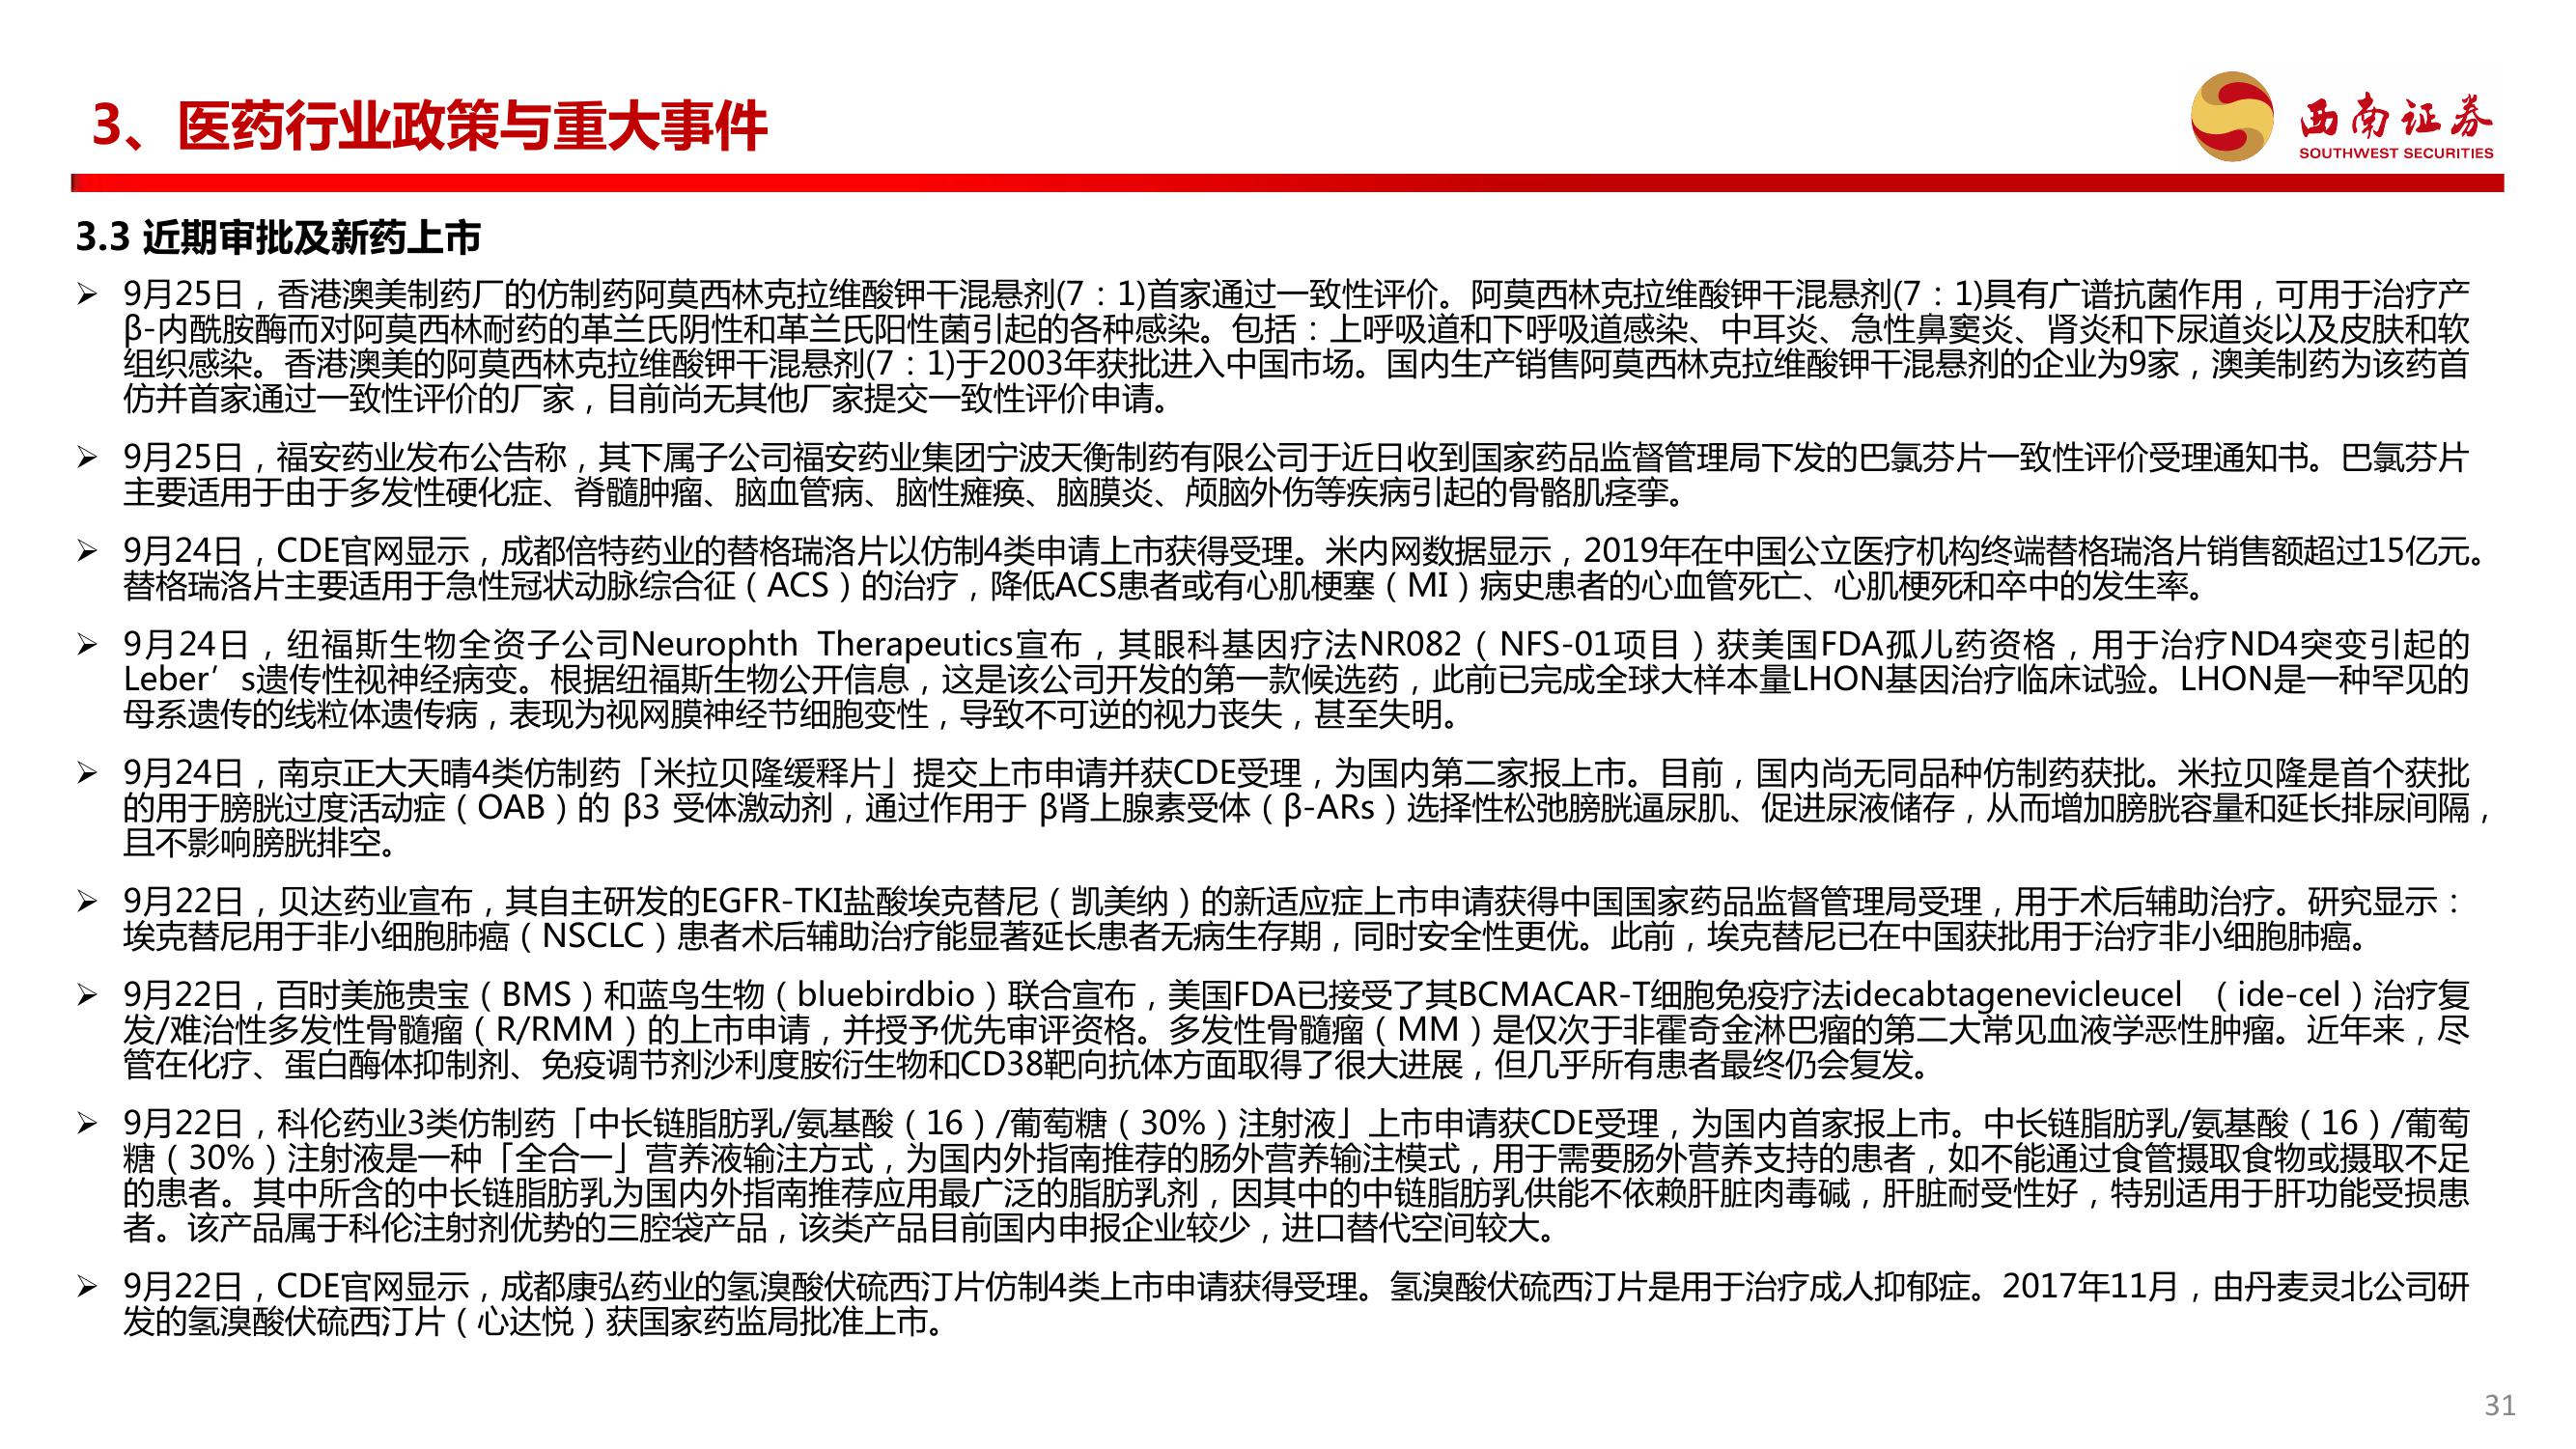 3、医药行业政策与重大事件
西南证券
SOUTHWEST SECURITIES
3.3 近期审批及新药上市
➢ 9月25日，香港澳美制药厂的仿制药阿莫西林克拉维酸钾干混悬剂(7：1)首家通过一致性评价。阿莫西林克拉维酸钾干混悬剂(7：1)具有广谱抗菌作用，可用于治疗产
β-内酰胺酶而对阿莫西林耐药的革兰氏阴性和革兰氏阳性菌引起的各种感染。包括：上呼吸道和下呼吸道感染、中耳炎、急性鼻窦炎、肾炎和下尿道炎以及皮肤和软
组织感染。香港澳美的阿莫西林克拉维酸钾干混悬剂(7：1)于2003年获批进入中国市场。国内生产销售阿莫西林克拉维酸钾干混悬剂的企业为9家，澳美制药为该药首
仿并首家通过一致性评价的厂家，目前尚无其他厂家提交一致性评价申请。
➢ 9月25日，福安药业发布公告称，其下属子公司福安药业集团宁波天衡制药有限公司于近日收到国家药品监督管理局下发的巴氯芬片一致性评价受理通知书。巴氯芬片
主要适用于由于多发性硬化症、脊髓肿瘤、脑血管病、脑性瘫痪、脑膜炎、颅脑外伤等疾病引起的骨骼肌痉挛。
➢ 9月24日，CDE官网显示，成都倍特药业的替格瑞洛片以仿制4类申请上市获得受理。米内网数据显示，2019年在中国公立医疗机构终端替格瑞洛片销售额超过15亿元。
替格瑞洛片主要适用于急性冠状动脉综合征（ACS）的治疗，降低ACS患者或有心肌梗塞（MI）病史患者的心血管死亡、心肌梗死和卒中的发生率。
➢ 9月24日，纽福斯生物全资子公司Neurophth Therapeutics宣布，其眼科基因疗法NR082（NFS-01项目）获美国FDA孤儿药资格，用于治疗ND4突变引起的
Leber’s遗传性视神经病变。根据纽福斯生物公开信息，这是该公司开发的第一款候选药，此前已完成全球大样本量LHON基因治疗临床试验。LHON是一种罕见的
母系遗传的线粒体遗传病，表现为视网膜神经节细胞变性，导致不可逆的视力丧失，甚至失明。
➢ 9月24日，南京正大天晴4类仿制药「米拉贝隆缓释片」提交上市申请并获CDE受理，为国内第二家报上市。目前，国内尚无同品种仿制药获批。米拉贝隆是首个获批
的用于膀胱过度活动症（OAB）的 β3 受体激动剂，通过作用于 β肾上腺素受体（β-ARs）选择性松弛膀胱逼尿肌、促进尿液储存，从而增加膀胱容量和延长排尿间隔，
且不影响膀胱排空。
➢ 9月22日，贝达药业宣布，其自主研发的EGFR-TKI盐酸埃克替尼（凯美纳）的新适应症上市申请获得中国国家药品监督管理局受理，用于术后辅助治疗。研究显示：
埃克替尼用于非小细胞肺癌（NSCLC）患者术后辅助治疗能显著延长患者无病生存期，同时安全性更优。此前，埃克替尼已在中国获批用于治疗非小细胞肺癌。
➢ 9月22日，百时美施贵宝（BMS）和蓝鸟生物（bluebirdbio）联合宣布，美国FDA已接受了其BCMACAR-T细胞免疫疗法idecabtagenevicleucel （ide-cel）治疗复
发/难治性多发性骨髓瘤（R/RMM）的上市申请，并授予优先审评资格。多发性骨髓瘤（MM）是仅次于非霍奇金淋巴瘤的第二大常见血液学恶性肿瘤。近年来，尽
管在化疗、蛋白酶体抑制剂、免疫调节剂沙利度胺衍生物和CD38靶向抗体方面取得了很大进展，但几乎所有患者最终仍会复发。
➢ 9月22日，科伦药业3类仿制药「中长链脂肪乳/氨基酸（16）/葡萄糖（30%）注射液」上市申请获CDE受理，为国内首家报上市。中长链脂肪乳/氨基酸（16）/葡萄
糖（30%）注射液是一种「全合一」营养液输注方式，为国内外指南推荐的肠外营养输注模式，用于需要肠外营养支持的患者，如不能通过食管摄取食物或摄取不足
的患者。其中所含的中长链脂肪乳为国内外指南推荐应用最广泛的脂肪乳剂，因其中的中链脂肪乳供能不依赖肝脏肉毒碱，肝脏耐受性好，特别适用于肝功能受损患
者。该产品属于科伦注射剂优势的三腔袋产品，该类产品目前国内申报企业较少，进口替代空间较大。
➢ 9月22日，CDE官网显示，成都康弘药业的氢溴酸伏硫西汀片仿制4类上市申请获得受理。氢溴酸伏硫西汀片是用于治疗成人抑郁症。2017年11月，由丹麦灵北公司研
发的氢溴酸伏硫西汀片（心达悦）获国家药监局批准上市。
31